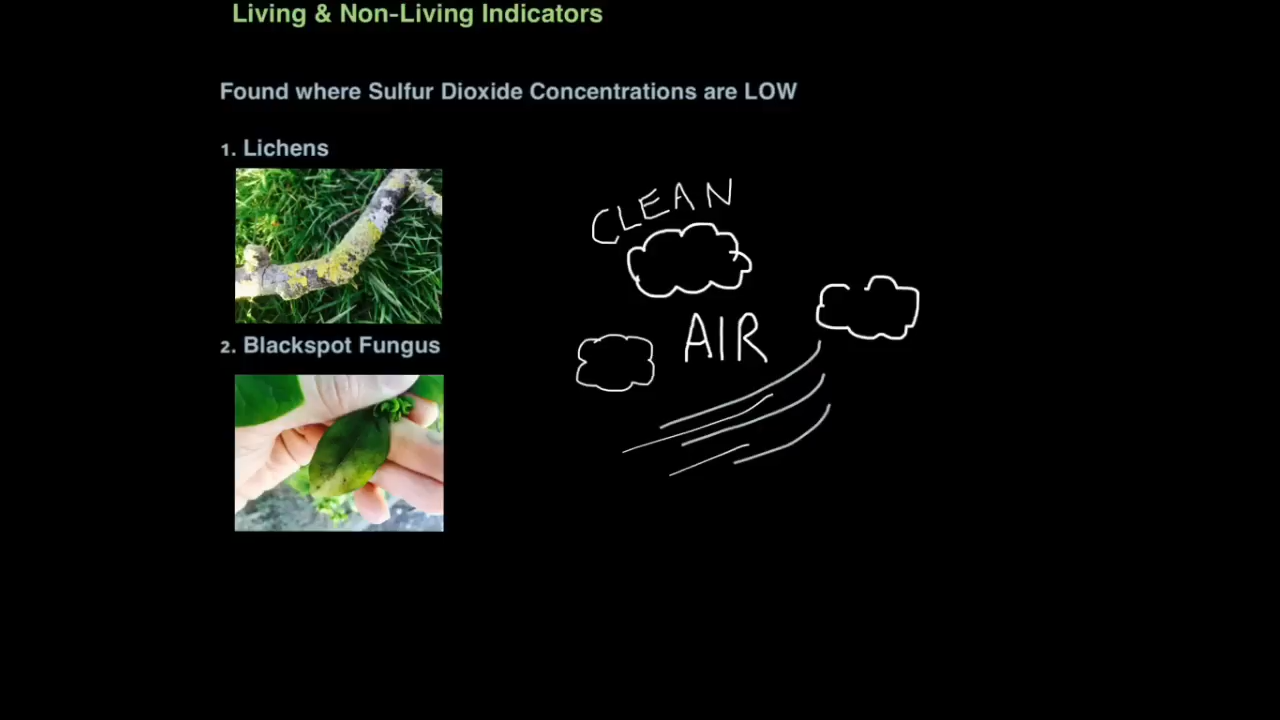 Living & Non-Living Indicators
Found where Sulfur Dioxide Concentrations are LOW
1. Lichens
2. Blackspot Fungus
CLEAN
AIR